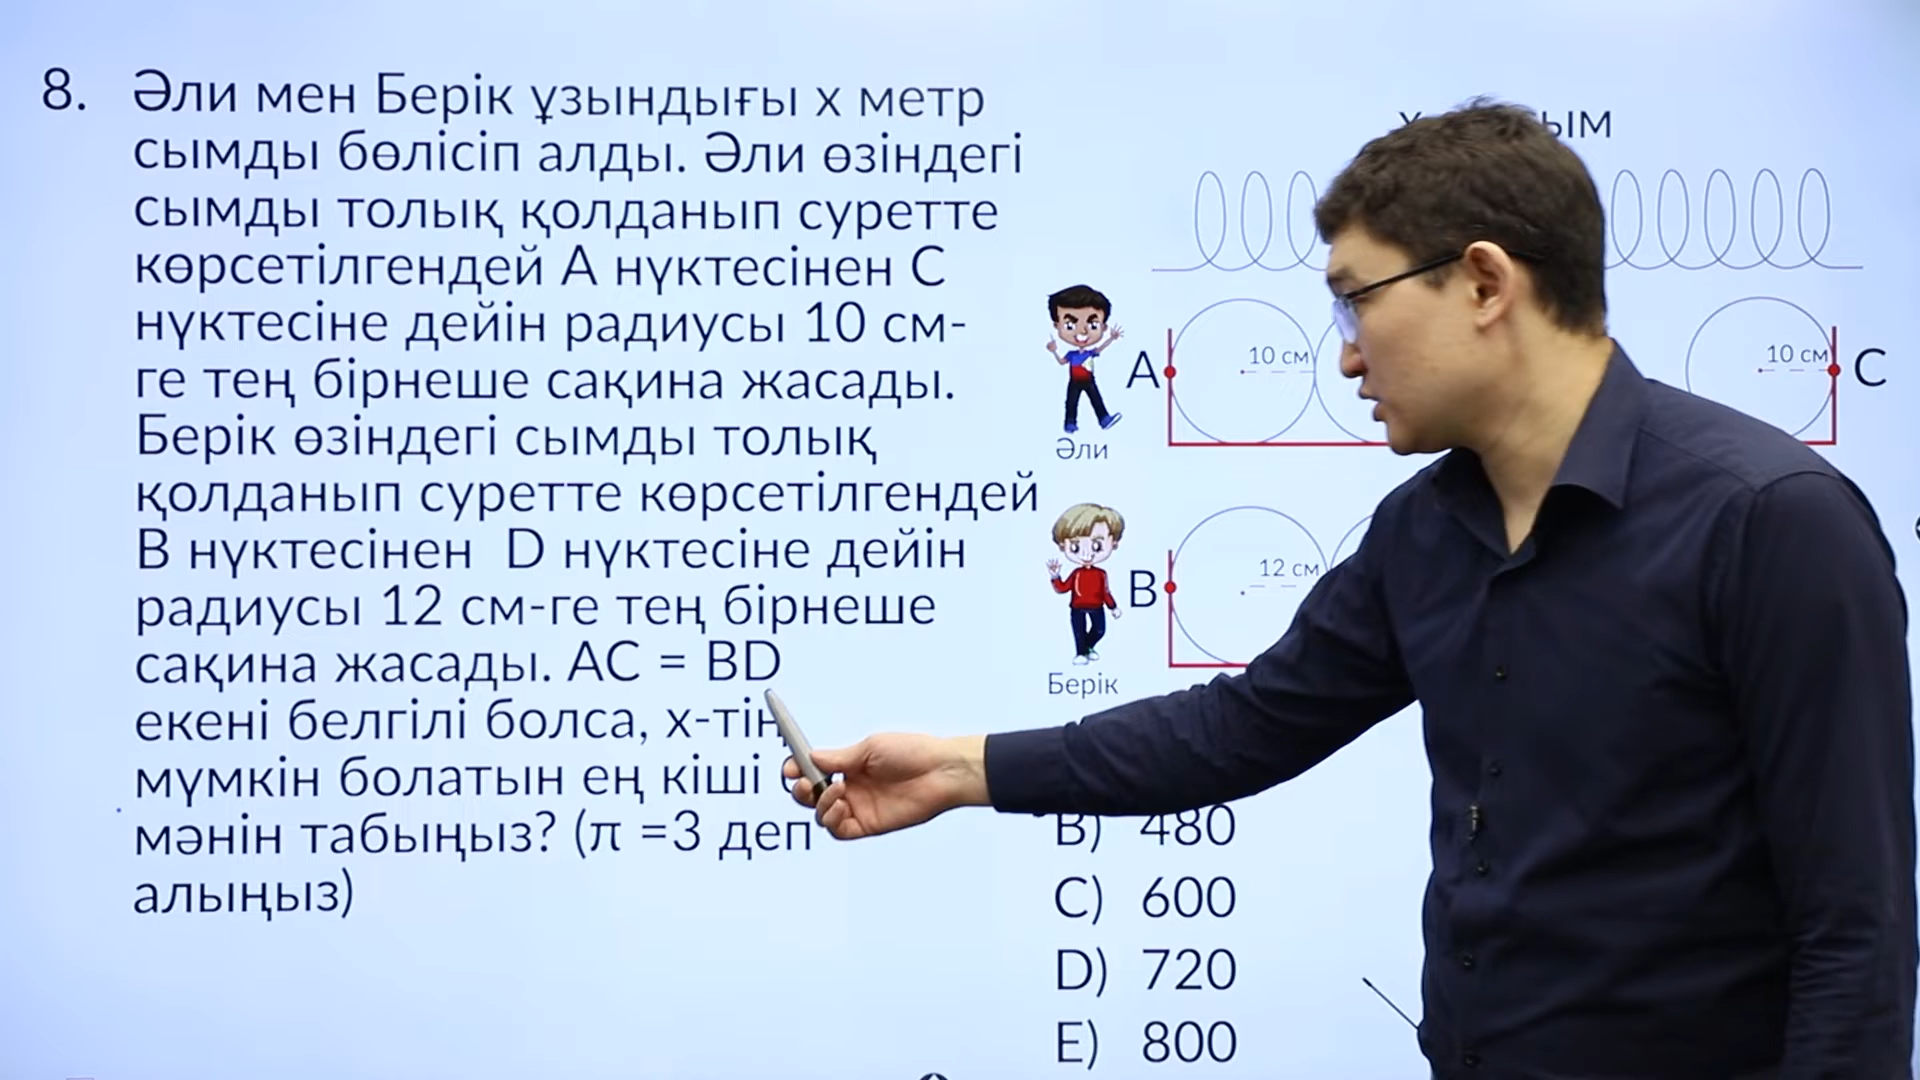 8. Әли мен Берік ұзындығы x метр
сымды бөлісіп алды. Әли өзіндегі
сымды толық қолданып суретте
көрсетілгендей А нүктесінен С
нүктесіне дейін радиусы 10 см-
ге тең бірнеше сақина жасады.
Берік өзіндегі сымды толық
қолданып суретте көрсетілгендей
В нүктесінен D нүктесіне дейін
радиусы 12 см-ге тең бірнеше
сақина жасады. AC = BD
екені белгілі болса, x-тің
мүмкін болатын ең кіші
мәнін табыңыз? (π =3 деп
алыңыз)
x
Әли
A
10 см
10 см
C
Берік
B
12 см
B) 480
C) 600
D) 720
E) 800